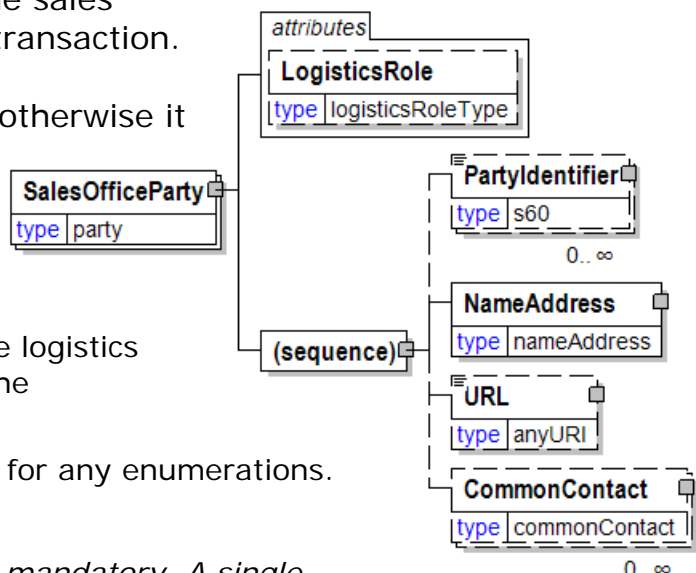 e sales
transaction.
otherwise it
attributes
LogisticsRole
type logisticsRoleType
SalesOfficeParty
type party
PartyIdentifier
type s60
0.. ∞
NameAddress
type nameAddress
(sequence)
URL
type anyURI
CommonContact
type commonContact
0.. ∞
e logistics
ne
for any enumerations.
mandatory. A single